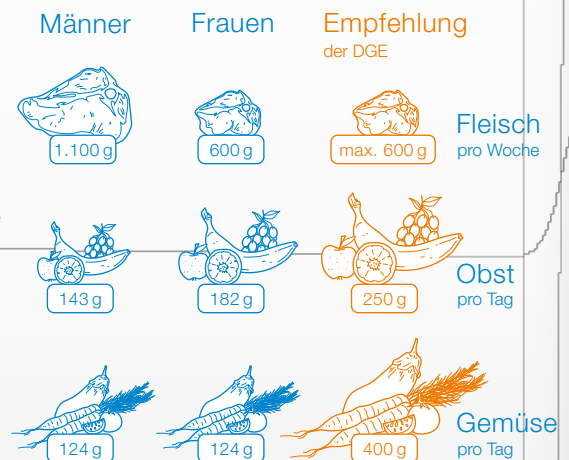 Männer Frauen Empfehlung
der DGE
1.100 g 600 g max. 600 g Fleisch
pro Woche
143 g 182 g 250 g Obst
pro Tag
124 g 124 g 400 g Gemüse
pro Tag